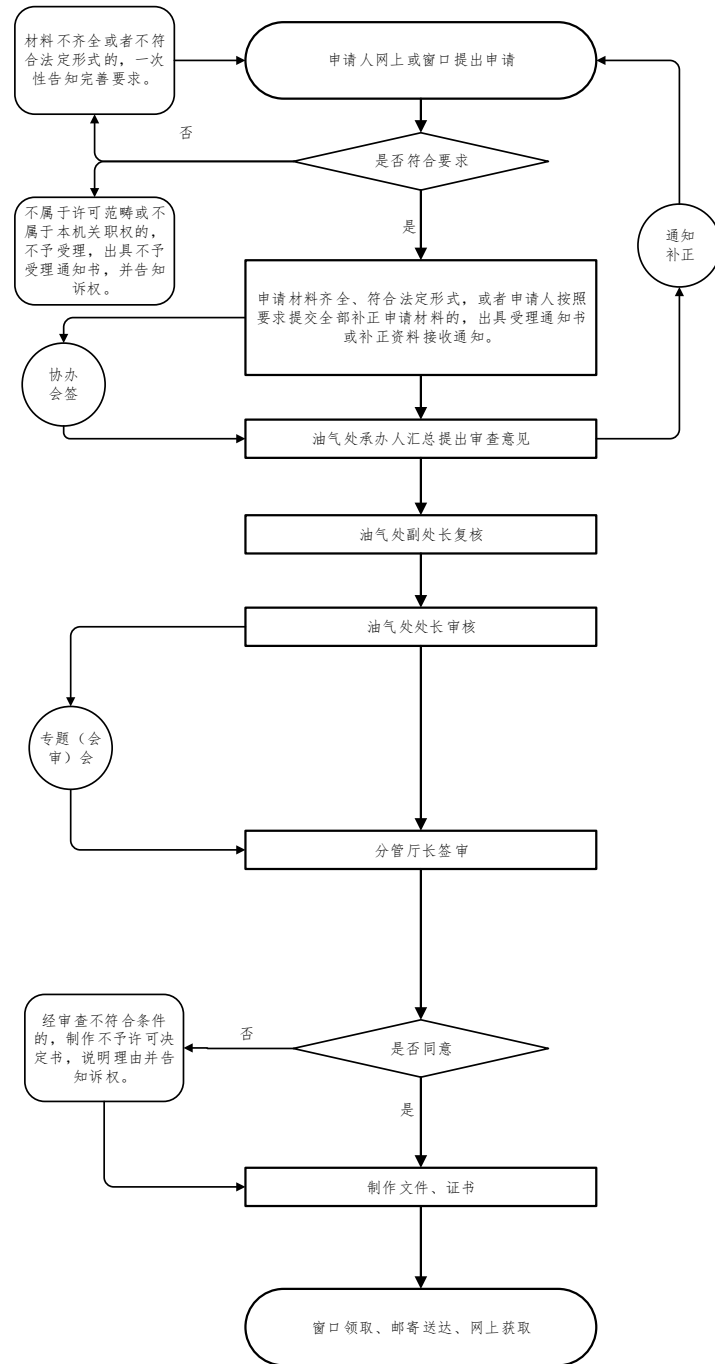 材料不齐全或者不符
合法定形式的，一次
性告知完善要求。
申请人网上或窗口提出申请
否
是否符合要求
不属于许可范畴或不
属于本机关职权的，
不予受理，出具不予
受理通知书，并告知
诉权。
是
通知
补正
申请材料齐全、符合法定形式，或者申请人按照
要求提交全部补正申请材料的，出具受理通知书
或补正资料接收通知。
协办
会签
油气处承办人汇总提出审查意见
油气处副处长复核
油气处处长审核
专题（会
审）会
分管厅长签审
经审查不符合条件
的，制作不予许可决
定书，说明理由并告
知诉权。
否
是否同意
是
制作文件、证书
窗口领取、邮寄送达、网上获取